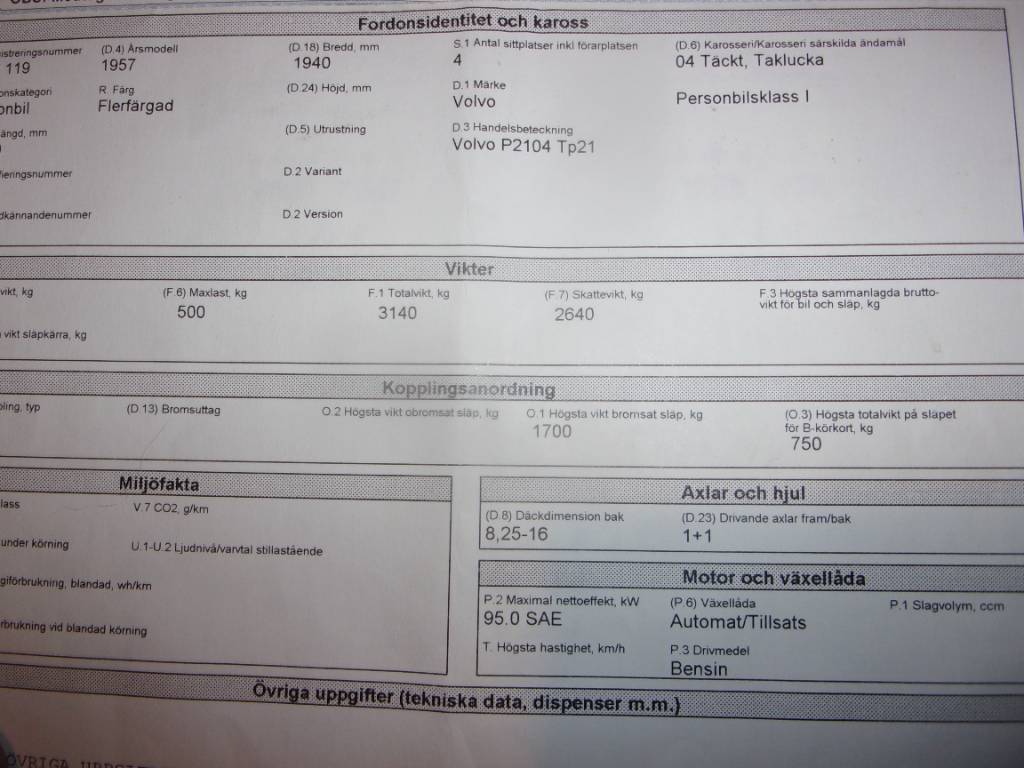 Fordonsidentitet och kaross
istreringsnummer (D.4) Årsmodell (D.18) Bredd, mm S.1 Antal sittplatser inkl förarplatsen (D.6) Karosseri/Karosseri särskilda ändamål
119 1957 1940 4 04 Täckt, Taklucka
onskategori R. Färg (D.24) Höjd, mm D.1 Märke
onbil Flerfärgad Volvo Personbilsklass I
ängd, mm (D.5) Utrustning D.3 Handelsbeteckning
Volvo P2104 Tp21
fieringsnummer D.2 Variant
dkännandenummer D.2 Version
Vikter
vikt, kg (F.6) Maxlast, kg F.1 Totalvikt, kg (F.7) Skattevikt, kg F.3 Högsta sammanlagda brutto-
vikt för bil och släp, kg
500 3140 2640
vikt släpkärra, kg
Kopplingsanordning
ling, typ (D.13) Bromsuttag O.2 Högsta vikt obromsat släp, kg O.1 Högsta vikt bromsat släp, kg (O.3) Högsta totalvikt på släpet
för B-körkort, kg
1700 750
Miljöfakta
lass V.7 CO2, g/km
under körning U.1-U.2 Ljudnivå/varvtal stillastående
giförbrukning, blandad, wh/km
rbrukning vid blandad körning
Axlar och hjul
(D.8) Däckdimension bak (D.23) Drivande axlar fram/bak
8,25-16 1+1
Motor och växellåda
P.2 Maximal nettoeffekt, kW (P.6) Växellåda P.1 Slagvolym, ccm
95.0 SAE Automat/Tillsats
T. Högsta hastighet, km/h P.3 Drivmedel
Bensin
Övriga uppgifter (tekniska data, dispenser m.m.)